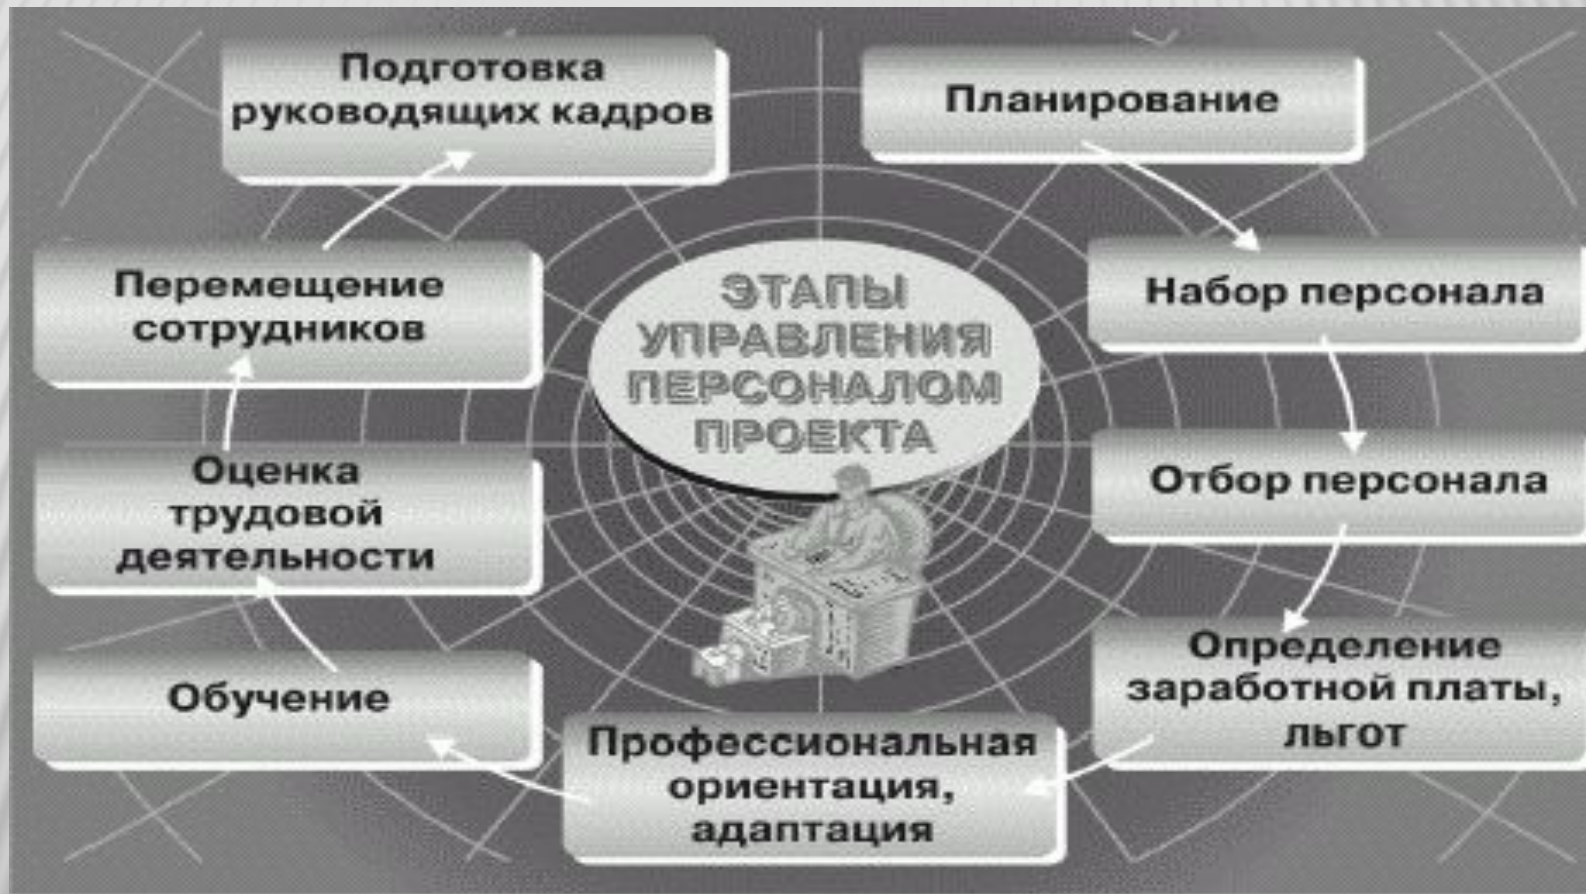 ЭТАПЫ
УПРАВЛЕНИЯ
ПЕРСОНАЛОМ
ПРОЕКТА
Планирование
Набор персонала
Отбор персонала
Определение
заработной платы,
льгот
Профессиональная
ориентация,
адаптация
Обучение
Оценка
трудовой
деятельности
Перемещение
сотрудников
Подготовка
руководящих кадров